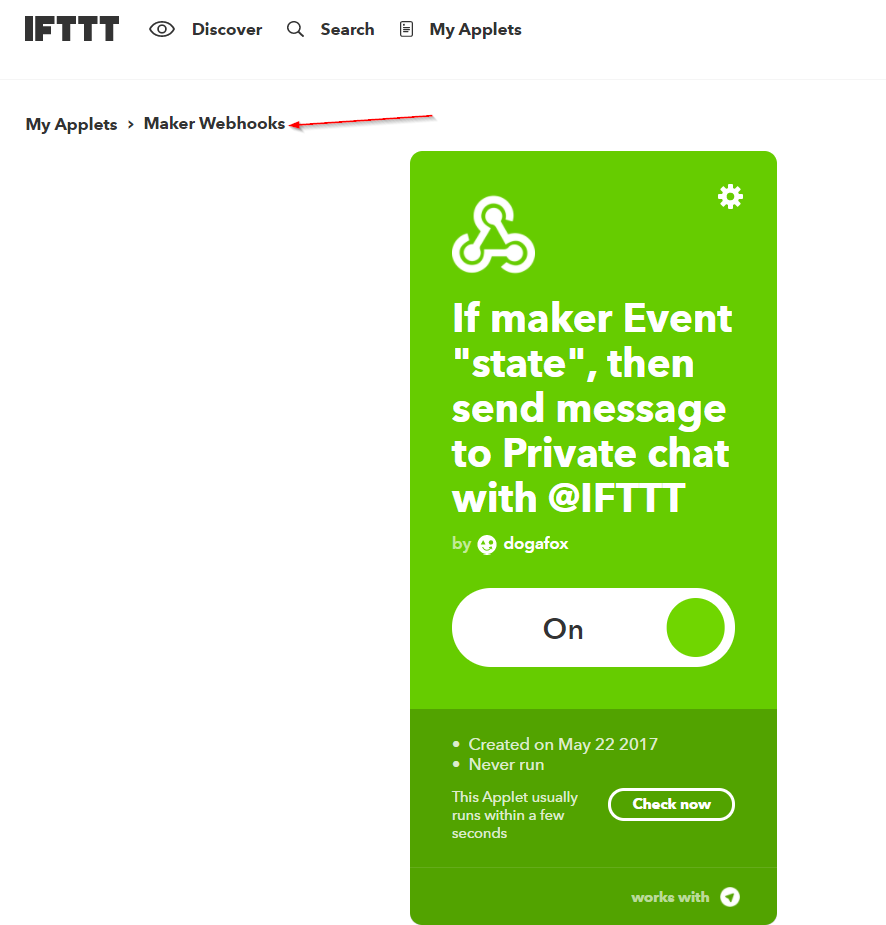 IFTTT Discover Search My Applets
My Applets › Maker Webhooks
If maker Event
"state", then
send message
to Private chat
with @IFTTT
by dogafox
On
• Created on May 22 2017
• Never run
This Applet usually
runs within a few
seconds
Check now
works with